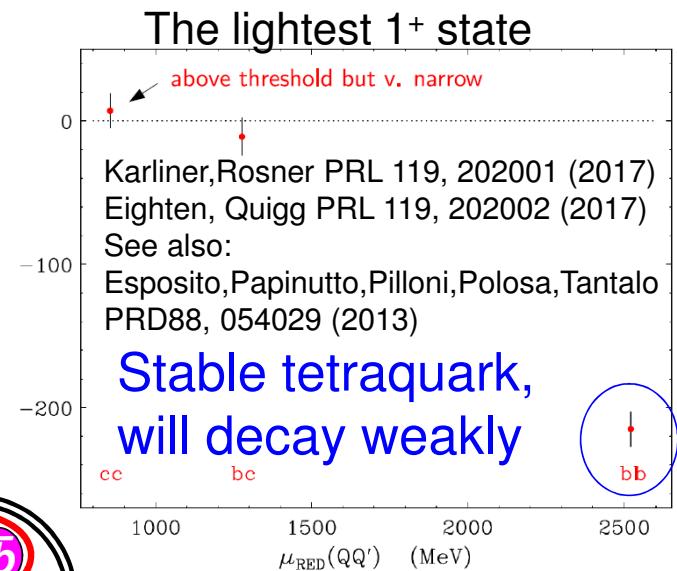 The lightest 1⁺ state
above threshold but v. narrow
0
Karliner,Rosner PRL 119, 202001 (2017)
Eighten, Quigg PRL 119, 202002 (2017)
See also:
−100
Esposito,Papinutto,Pilloni,Polosa,Tantalo
PRD88, 054029 (2013)
Stable tetraquark,
−200
will decay weakly
cc bc bb
1000 1500 2000 2500
μRED(QQ′) (MeV)
5